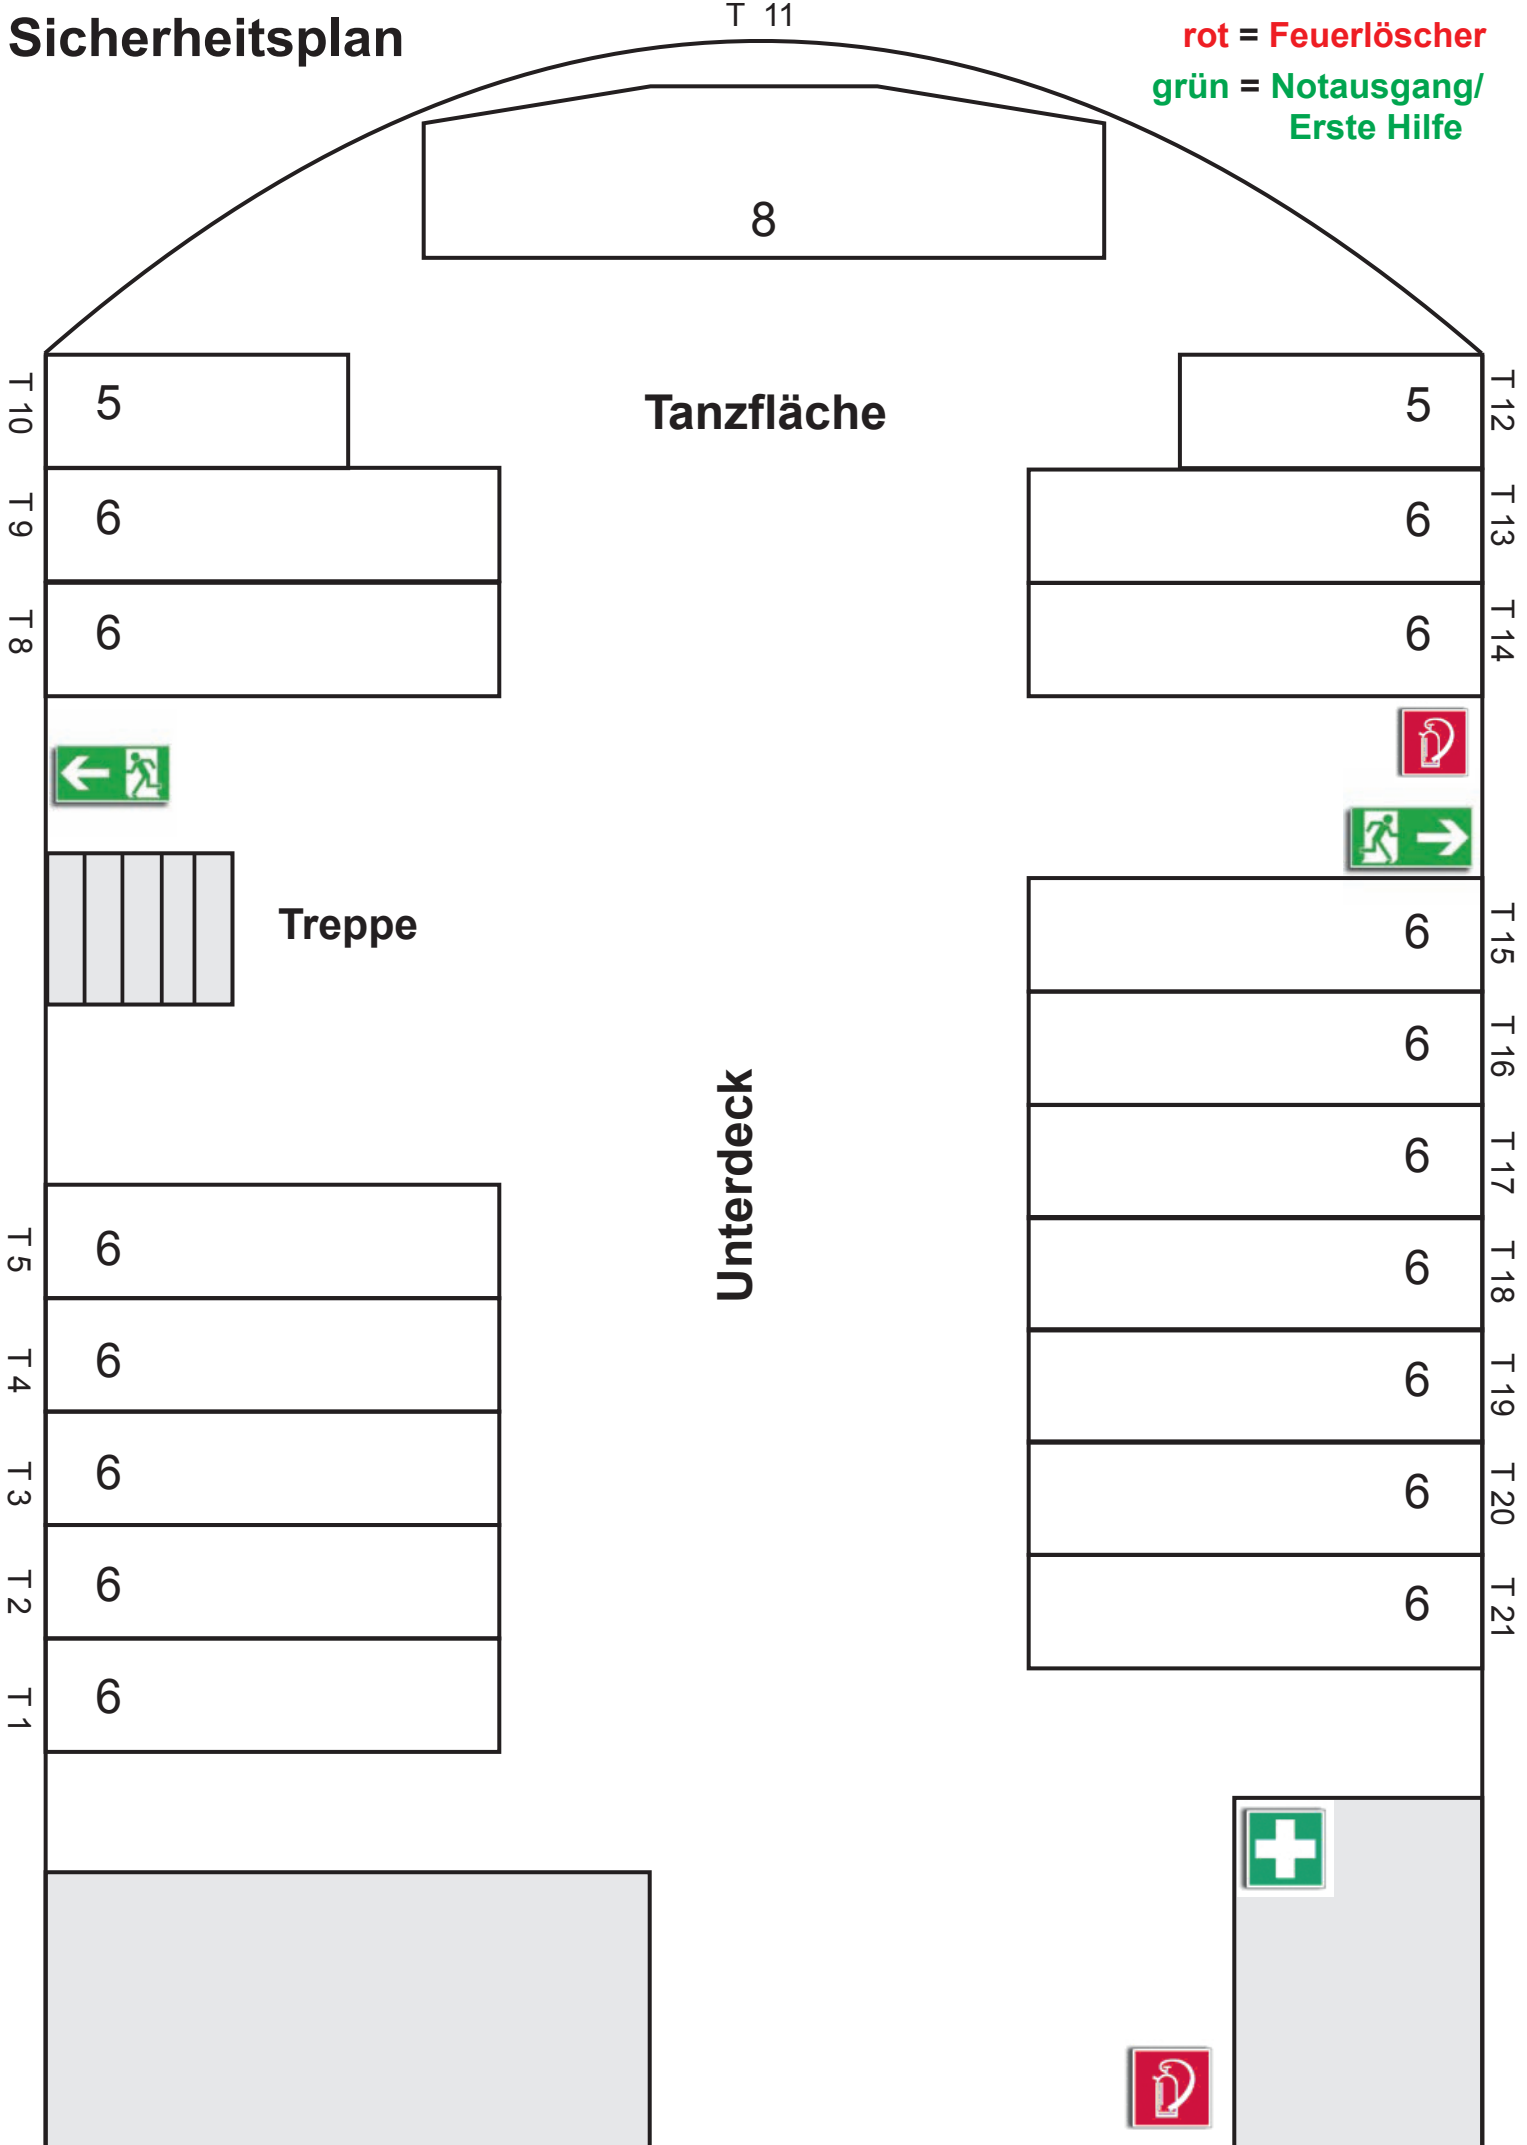 Sicherheitsplan
T 11
rot = Feuerlöscher
grün = Notausgang/
Erste Hilfe
8
T 10
5
Tanzfläche
5
T 12
T 9
6
6
T 13
T 8
6
6
T 14
Treppe
6
T 15
6
T 16
Unterdeck
6
T 17
T 5
6
6
T 18
T 4
6
6
T 19
T 3
6
6
T 20
T 2
6
6
T 21
T 1
6